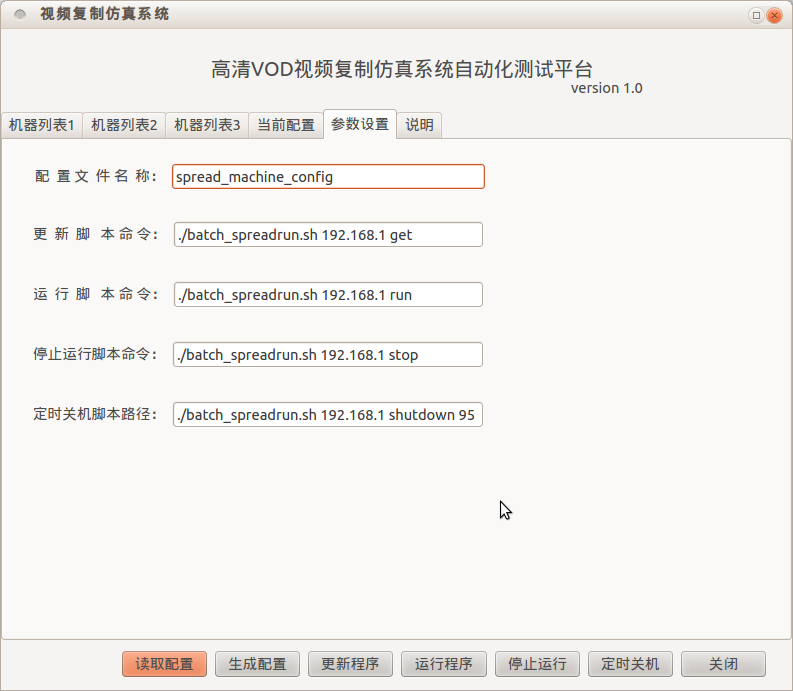 视频复制仿真系统
高清VOD视频复制仿真系统自动化测试平台
version 1.0
机器列表1 机器列表2 机器列表3 当前配置 参数设置 说明
配 置 文 件 名 称： spread_machine_config
更 新 脚 本 命 令： ./batch_spreadrun.sh 192.168.1 get
运 行 脚 本 命 令： ./batch_spreadrun.sh 192.168.1 run
停止运行脚本命令： ./batch_spreadrun.sh 192.168.1 stop
定时关机脚本路径： ./batch_spreadrun.sh 192.168.1 shutdown 95
读取配置 生成配置 更新程序 运行程序 停止运行 定时关机 关闭